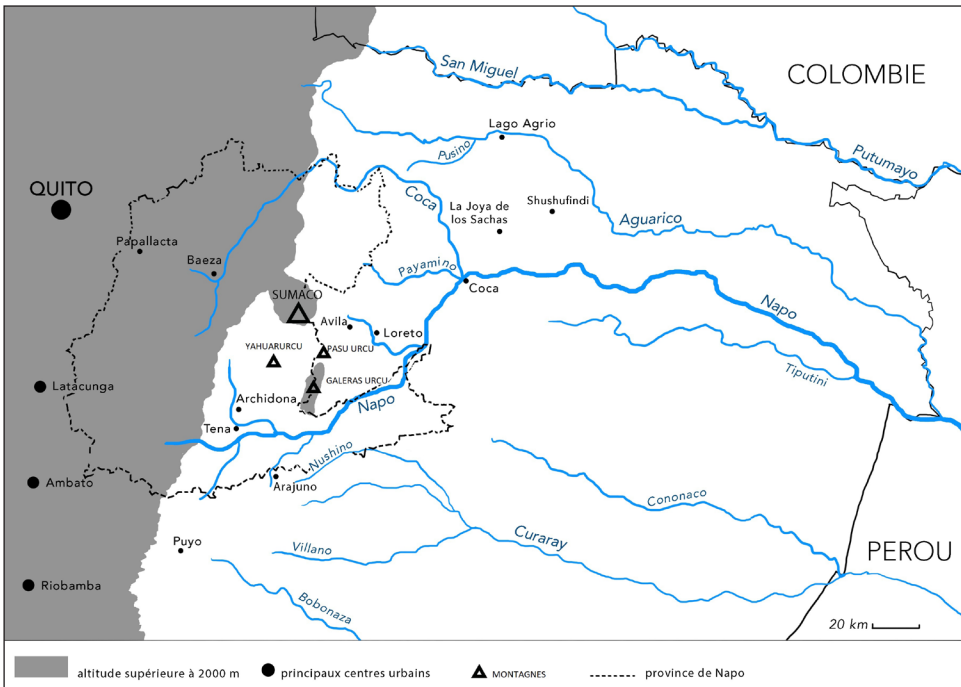 San Miguel
COLOMBIE
Lago Agrio
Pusino
Putumayo
QUITO
Coca
La Joya de
los Sachas
Shushufindi
Aguarico
Papallacta
Baeza
Payamino
Coca
SUMACO
Napo
Avila
Loreto
YAHUARURCU
PASU URCU
Tiputini
Latacunga
GALERAS URÇU
Archidona
Napo
Tena
Nushino
Ambato
Arajuno
Cononaco
Curaray
Puyo
Villano
PEROU
Riobamba
Bobonaza
20 km
altitude supérieure à 2000 m
principaux centres urbains
MONTAGNES
province de Napo